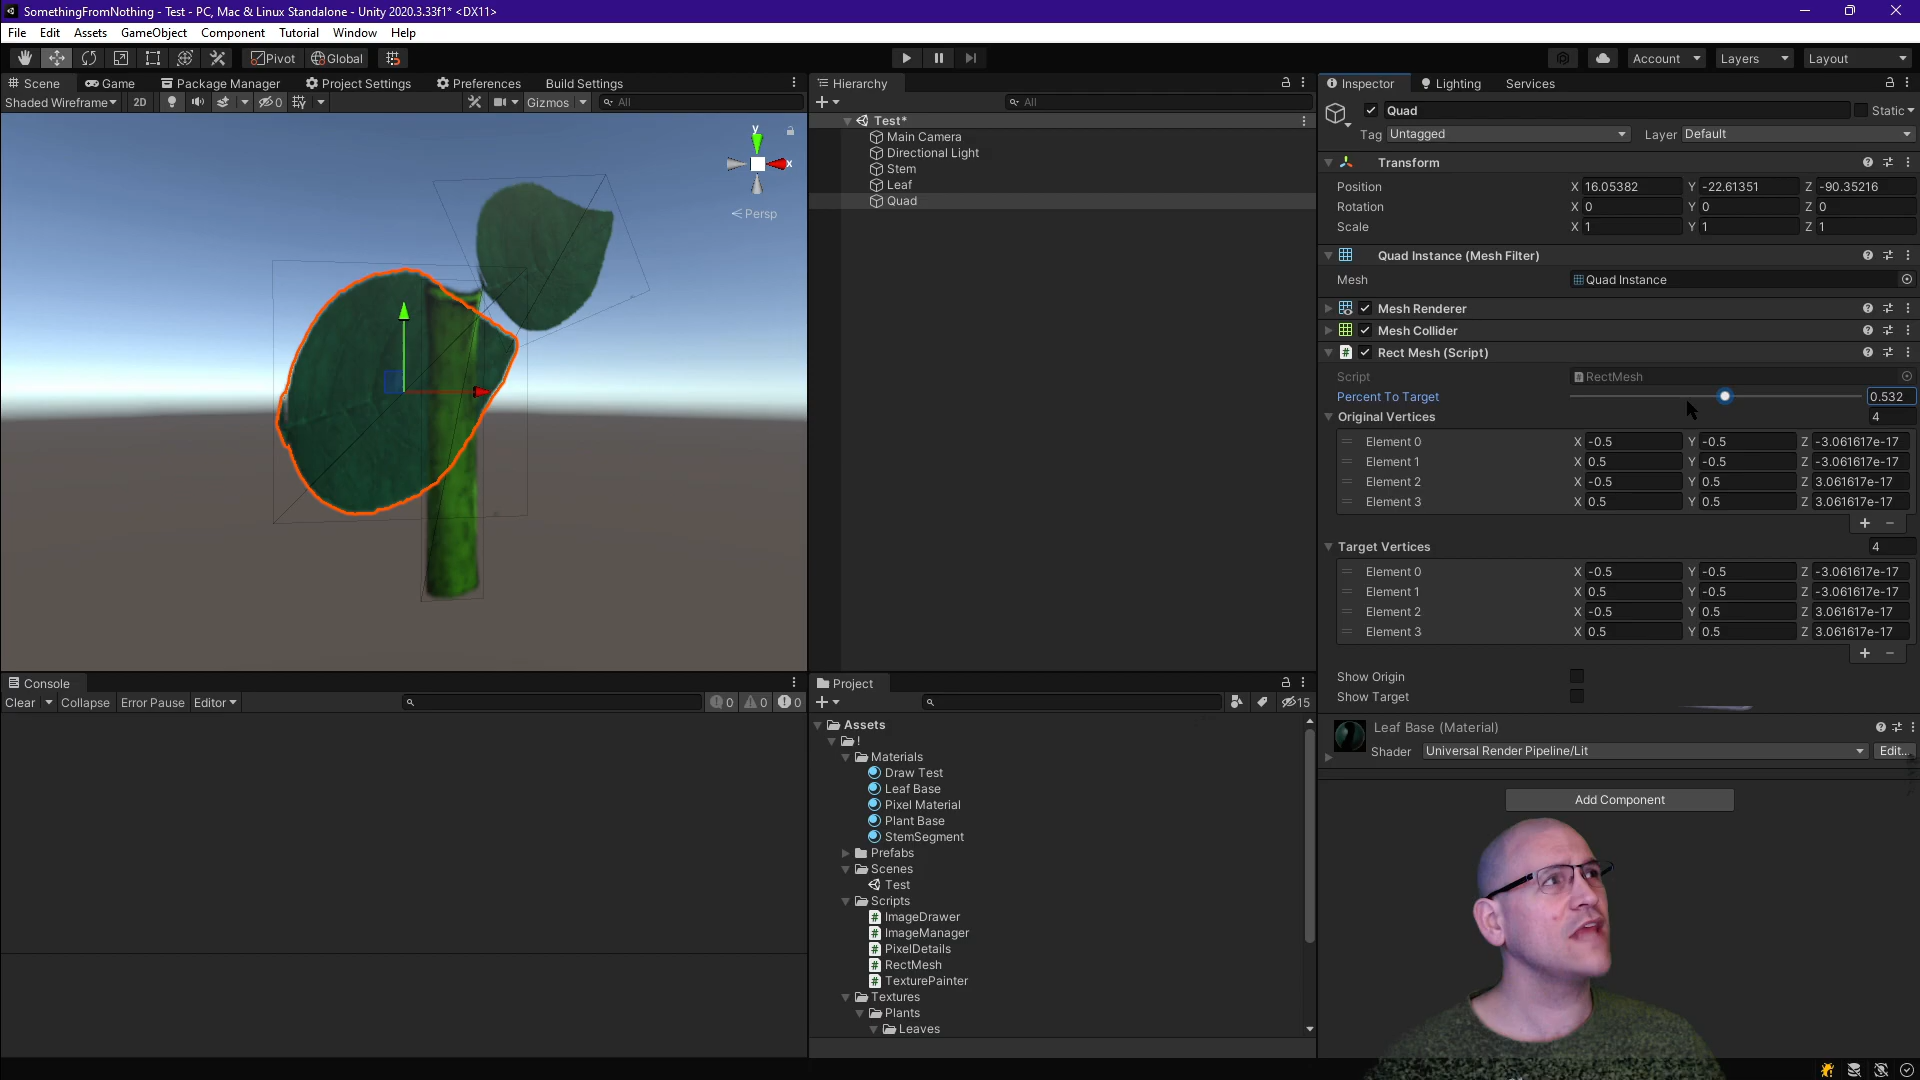 SomethingFromNothing - Test - PC, Mac & Linux Standalone - Unity 2020.3.33f1* <DX11>
File Edit Assets GameObject Component Tutorial Window Help
Pivot Global Account Layers Layout
Scene Game Package Manager Project Settings Preferences Build Settings
Shaded Wireframe 2D 0 Gizmos All
y
x
Persp
Hierarchy
All
Test*
Main Camera
Directional Light
Stem
Leaf
Quad
Inspector Lighting Services
Quad Static
Tag Untagged Layer Default
Transform
Position X 16.05382 Y -22.61351 Z -90.35216
Rotation X 0 Y 0 Z 0
Scale X 1 Y 1 Z 1
Quad Instance (Mesh Filter)
Mesh Quad Instance
Mesh Renderer
Mesh Collider
# Rect Mesh (Script)
Script RectMesh
Percent To Target 0.532
Original Vertices 4
Element 0 X -0.5 Y -0.5 Z -3.061617e-17
Element 1 X 0.5 Y -0.5 Z -3.061617e-17
Element 2 X -0.5 Y 0.5 Z 3.061617e-17
Element 3 X 0.5 Y 0.5 Z 3.061617e-17
+ -
Target Vertices 4
Element 0 X -0.5 Y -0.5 Z -3.061617e-17
Element 1 X 0.5 Y -0.5 Z -3.061617e-17
Element 2 X -0.5 Y 0.5 Z 3.061617e-17
Element 3 X 0.5 Y 0.5 Z 3.061617e-17
+ -
Show Origin
Show Target
Leaf Base (Material)
Shader Universal Render Pipeline/Lit Edit...
Add Component
Console
Clear Collapse Error Pause Editor 0 0 0
Project
15
Assets
!
Materials
Draw Test
Leaf Base
Pixel Material
Plant Base
StemSegment
Prefabs
Scenes
Test
Scripts
# ImageDrawer
# ImageManager
# PixelDetails
# RectMesh
# TexturePainter
Textures
Plants
Leaves